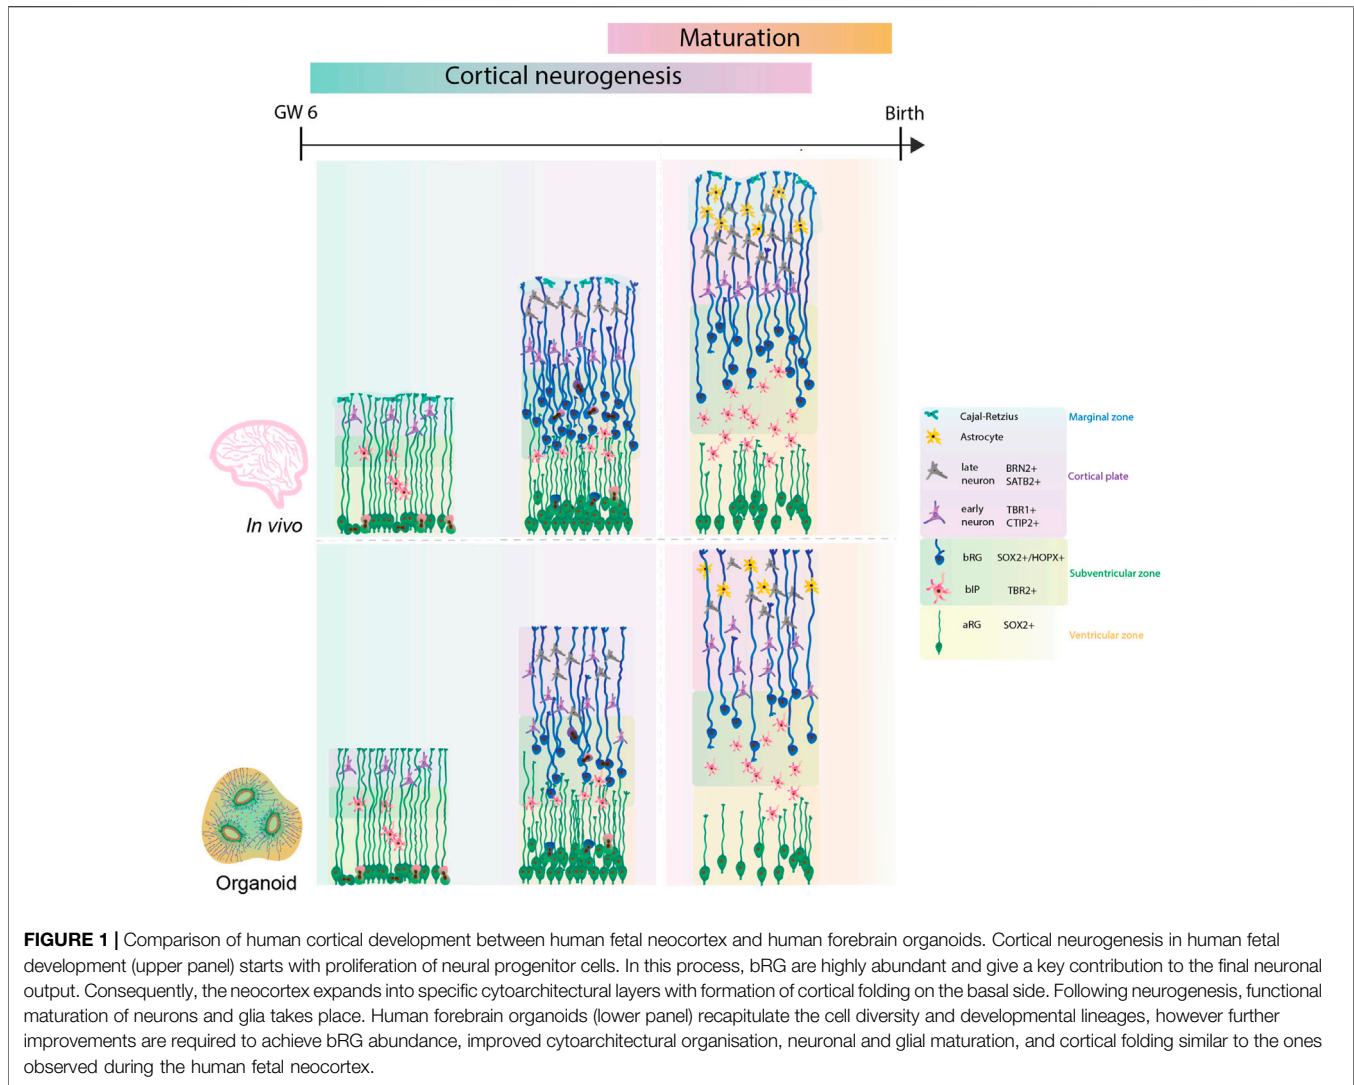 Maturation
Cortical neurogenesis
GW 6
Birth
In vivo
Organoid
Cajal-Retzius
Marginal zone
Astrocyte
late neuron
BRN2+
SATB2+
Cortical plate
early neuron
TBR1+
CTIP2+
bRG SOX2+/HOPX+
Subventricular zone
bIP TBR2+
aRG SOX2+
Ventricular zone
FIGURE 1 | Comparison of human cortical development between human fetal neocortex and human forebrain organoids. Cortical neurogenesis in human fetal
development (upper panel) starts with proliferation of neural progenitor cells. In this process, bRG are highly abundant and give a key contribution to the final neuronal
output. Consequently, the neocortex expands into specific cytoarchitectural layers with formation of cortical folding on the basal side. Following neurogenesis, functional
maturation of neurons and glia takes place. Human forebrain organoids (lower panel) recapitulate the cell diversity and developmental lineages, however further
improvements are required to achieve bRG abundance, improved cytoarchitectural organisation, neuronal and glial maturation, and cortical folding similar to the ones
observed during the human fetal neocortex.